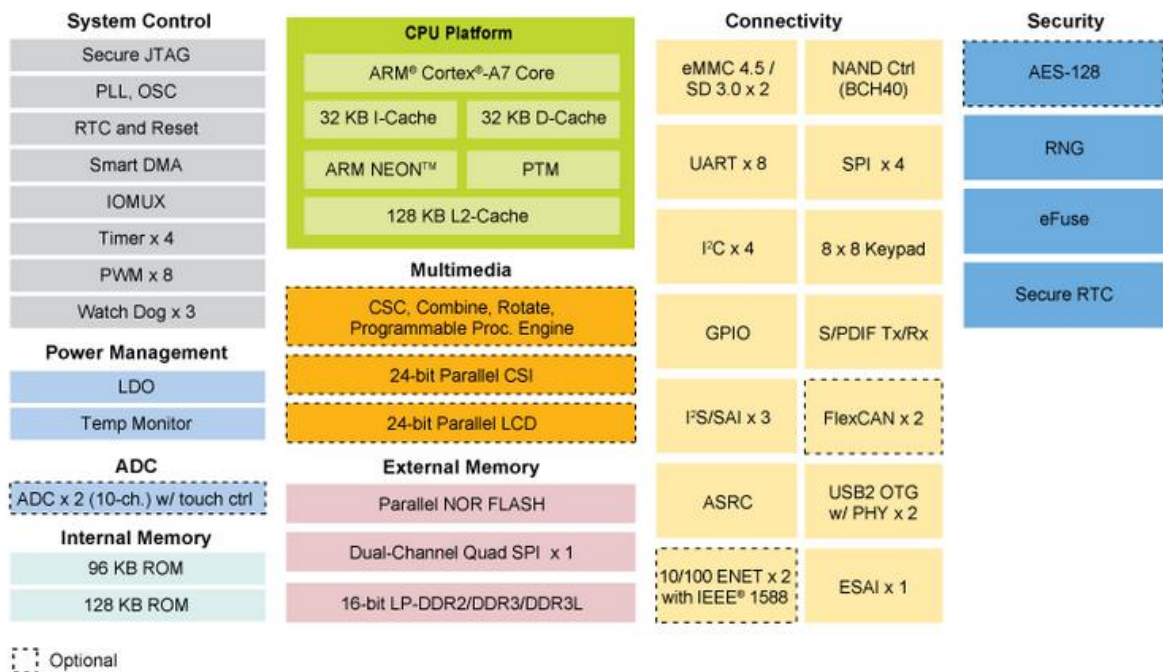 System Control
Secure JTAG
PLL, OSC
RTC and Reset
Smart DMA
IOMUX
Timer x 4
PWM x 8
Watch Dog x 3
Power Management
LDO
Temp Monitor
ADC
ADC x 2 (10-ch.) w/ touch ctrl
Internal Memory
96 KB ROM
128 KB ROM
Optional
CPU Platform
ARM® Cortex®-A7 Core
32 KB I-Cache
32 KB D-Cache
ARM NEON™
PTM
128 KB L2-Cache
Multimedia
CSC, Combine, Rotate,
Programmable Proc. Engine
24-bit Parallel CSI
24-bit Parallel LCD
External Memory
Parallel NOR FLASH
Dual-Channel Quad SPI x 1
16-bit LP-DDR2/DDR3/DDR3L
Connectivity
eMMC 4.5 /
SD 3.0 x 2
NAND Ctrl
(BCH40)
UART x 8
SPI x 4
I²C x 4
8 x 8 Keypad
GPIO
S/PDIF Tx/Rx
I²S/SAI x 3
FlexCAN x 2
ASRC
USB2 OTG
w/ PHY x 2
10/100 ENET x 2
with IEEE® 1588
ESAI x 1
Security
AES-128
RNG
eFuse
Secure RTC